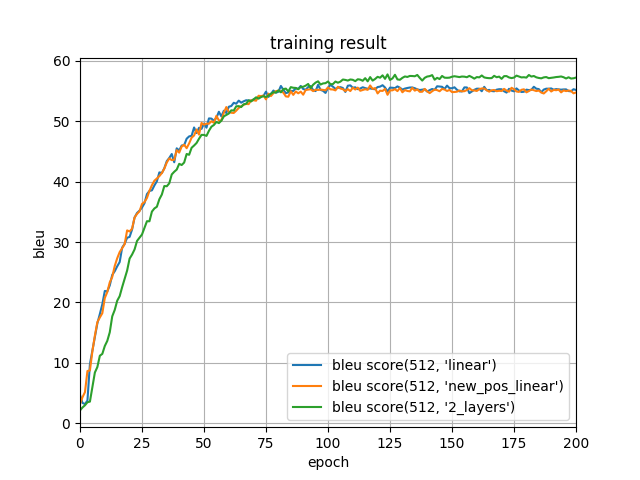 training result
bleu
60
50
40
30
20
10
0
bleu score(512, 'linear')
bleu score(512, 'new_pos_linear')
bleu score(512, '2_layers')
0 25 50 75 100 125 150 175 200
epoch